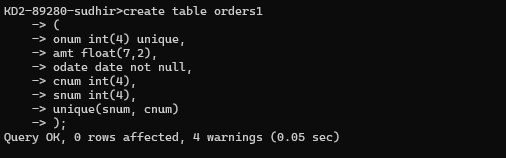 KD2-89280-sudhir>create table orders1
    -> (
    -> onum int(4) unique,
    -> amt float(7,2),
    -> odate date not null,
    -> cnum int(4),
    -> snum int(4),
    -> unique(snum, cnum)
    -> );
Query OK, 0 rows affected, 4 warnings (0.05 sec)